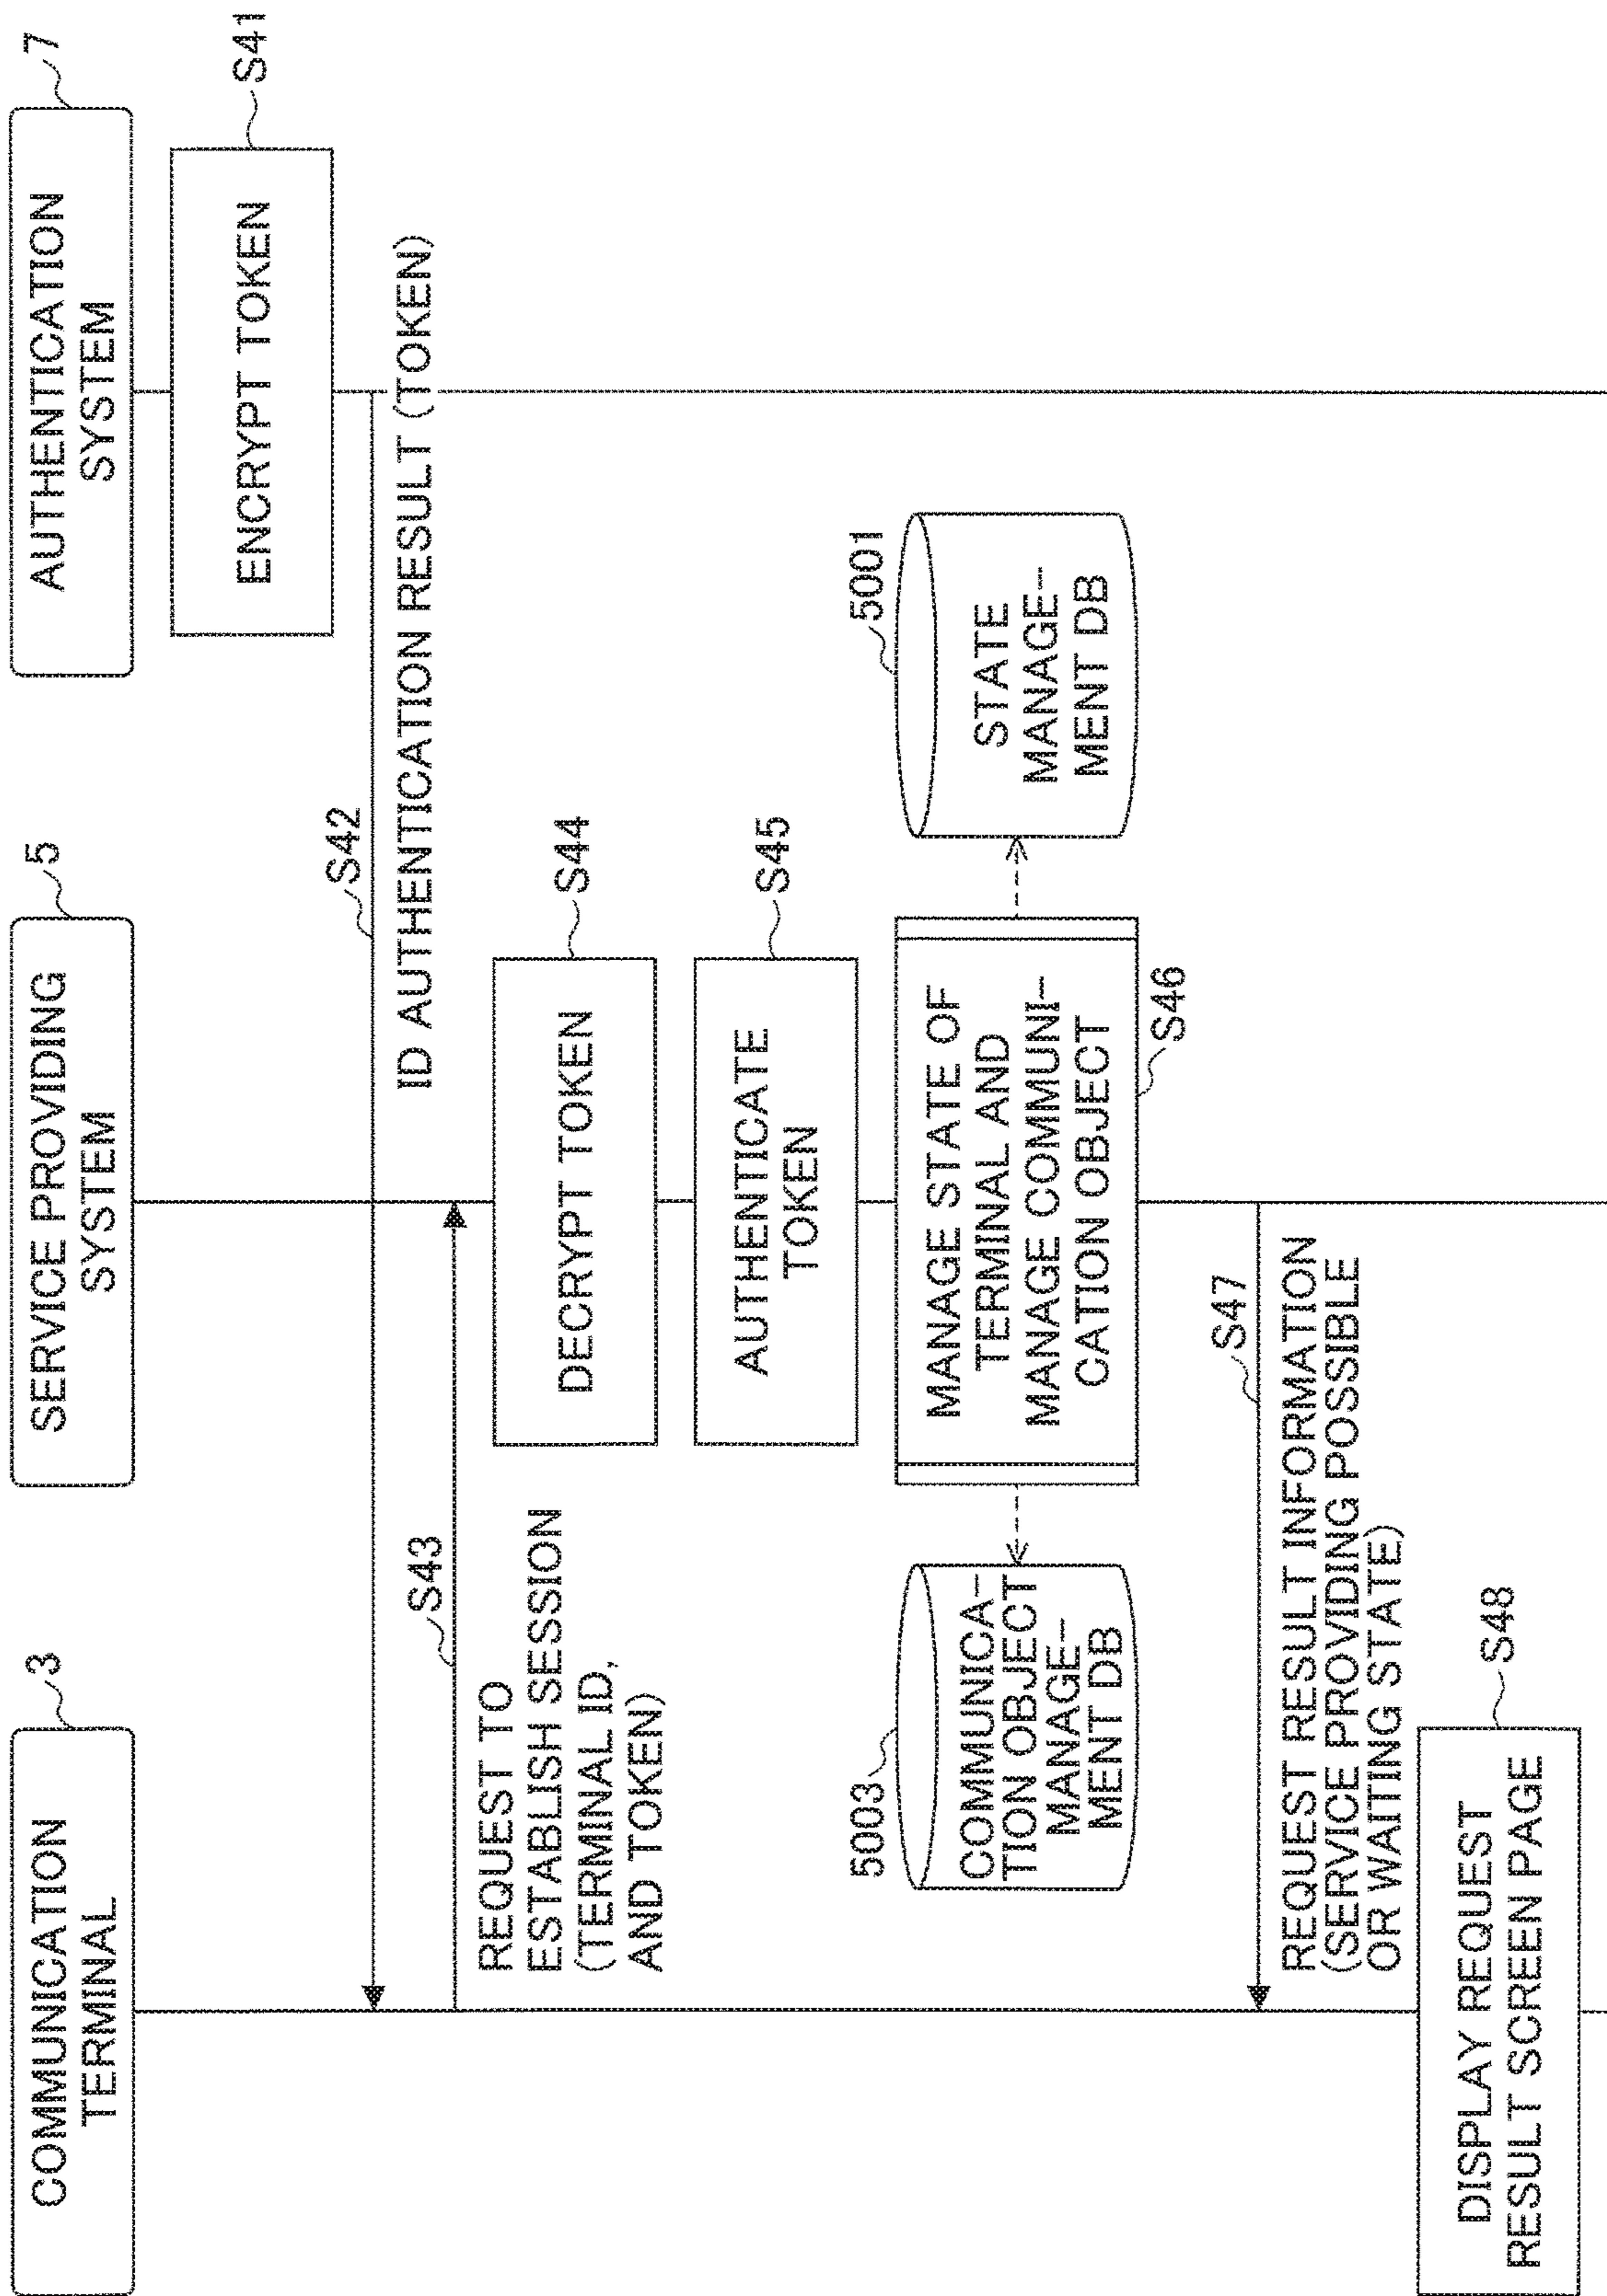 COMMUNICATION
TERMINAL
3
SERVICE PROVIDING
SYSTEM
5
AUTHENTICATION
SYSTEM
7
ENCRYPT TOKEN
S41
S42
ID AUTHENTICATION RESULT (TOKEN)
S43
REQUEST TO
ESTABLISH SESSION
(TERMINAL ID,
AND TOKEN)
DECRYPT TOKEN
S44
AUTHENTICATE
TOKEN
S45
5003
COMMUNICA-
TION OBJECT
MANAGE-
MENT DB
MANAGE STATE OF
TERMINAL AND
MANAGE COMMUNI-
CATION OBJECT
S46
5001
STATE
MANAGE-
MENT DB
S47
REQUEST RESULT INFORMATION
(SERVICE PROVIDING POSSIBLE
OR WAITING STATE)
DISPLAY REQUEST
RESULT SCREEN PAGE
S48